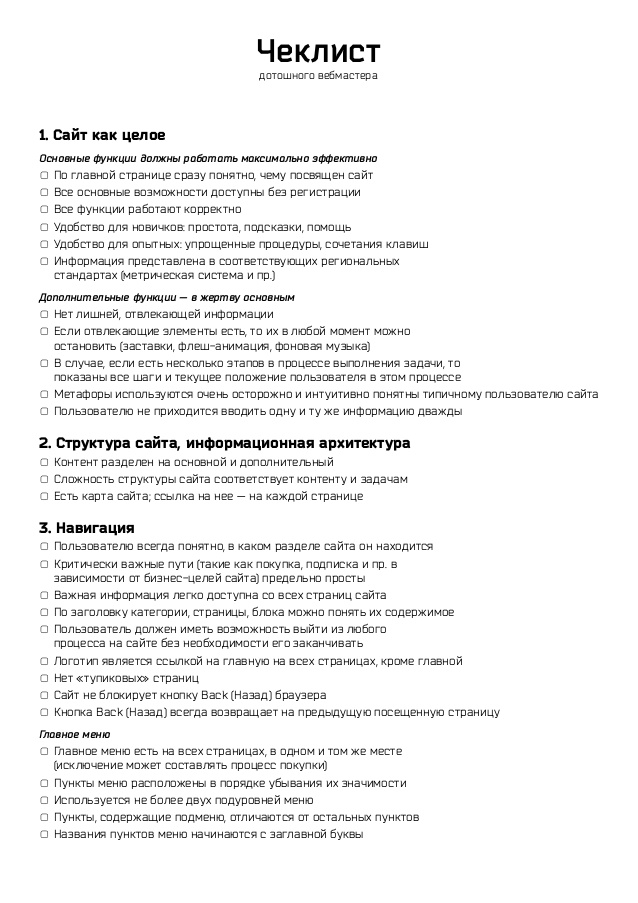 Чеклист
дотошного вебмастера
1. Сайт как целое
Основные функции должны работать максимально эффективно
По главной странице сразу понятно, чему посвящен сайт
Все основные возможности доступны без регистрации
Все функции работают корректно
Удобство для новичков: простота, подсказки, помощь
Удобство для опытных: упрощенные процедуры, сочетания клавиш
Информация представлена в соответствующих региональных
стандартах (метрическая система и пр.)
Дополнительные функции — в жертву основным
Нет лишней, отвлекающей информации
Если отвлекающие элементы есть, то их в любой момент можно
остановить (заставки, флеш-анимация, фоновая музыка)
В случае, если есть несколько этапов в процессе выполнения задачи, то
показаны все шаги и текущее положение пользователя в этом процессе
Метафоры используются очень осторожно и интуитивно понятны типичному пользователю сайта
Пользователю не приходится вводить одну и ту же информацию дважды
2. Структура сайта, информационная архитектура
Контент разделен на основной и дополнительный
Сложность структуры сайта соответствует контенту и задачам
Есть карта сайта; ссылка на нее — на каждой странице
3. Навигация
Пользователю всегда понятно, в каком разделе сайта он находится
Критически важные пути (такие как покупка, подписка и пр. в
зависимости от бизнес-целей сайта) предельно просты
Важная информация легко доступна со всех страниц сайта
По заголовку категории, страницы, блока можно понять их содержимое
Пользователь должен иметь возможность выйти из любого
процесса на сайте без необходимости его заканчивать
Логотип является ссылкой на главную на всех страницах, кроме главной
Нет «тупиковых» страниц
Сайт не блокирует кнопку Back (Назад) браузера
Кнопка Back (Назад) всегда возвращает на предыдущую посещенную страницу
Главное меню
Главное меню есть на всех страницах, в одном и том же месте
(исключение может составлять процесс покупки)
Пункты меню расположены в порядке убывания их значимости
Используется не более двух подуровней меню
Пункты, содержащие подменю, отличаются от остальных пунктов
Названия пунктов меню начинаются с заглавной буквы